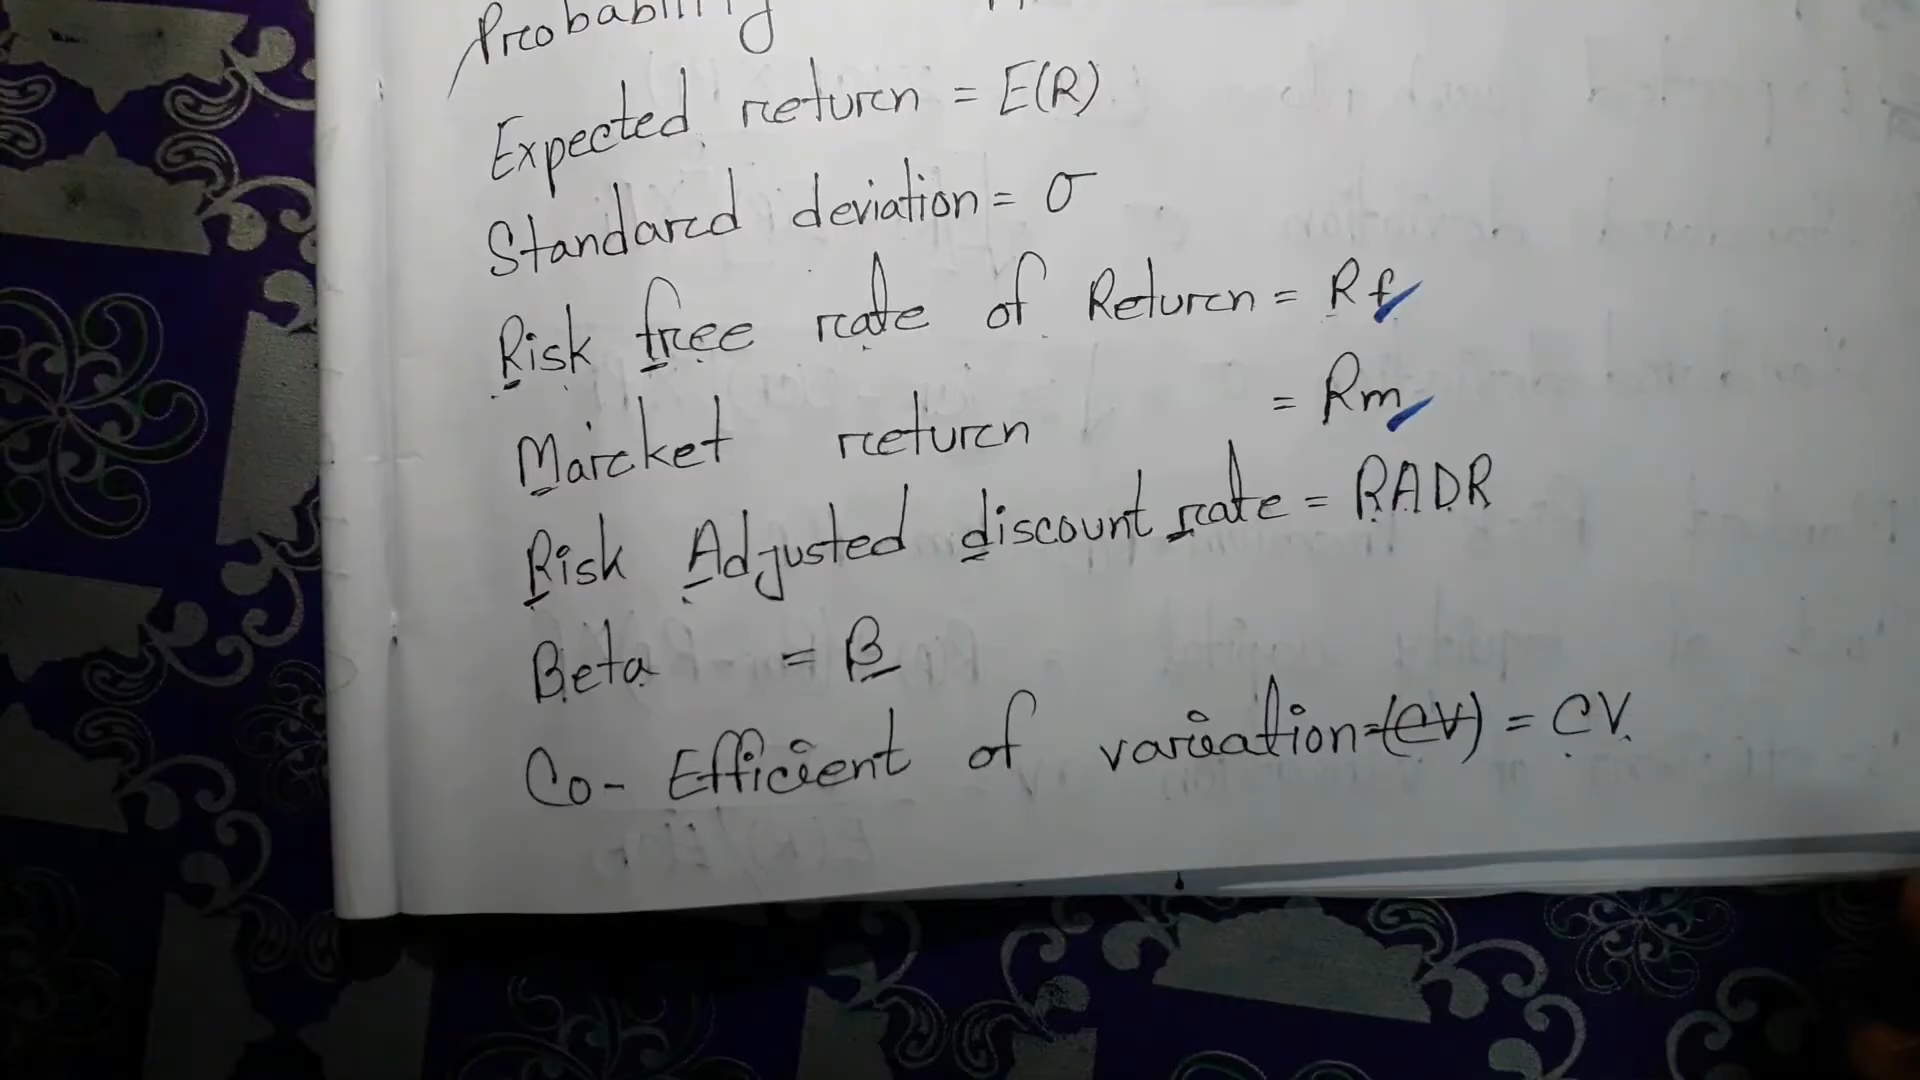 Probability
Expected return = E(R)
Standard deviation = σ
Risk free rate of Return = Rf
Market return = Rm
Risk Adjusted discount rate = RADR
Beta = β
Co-Efficient of variation =(CV) = CV